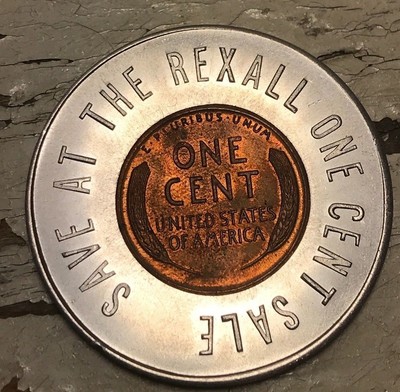 SAVE AT THE REXALL ONE CENT SALE
E·PLURIBUS·UNUM
ONE
CENT
UNITED STATES
OF AMERICA